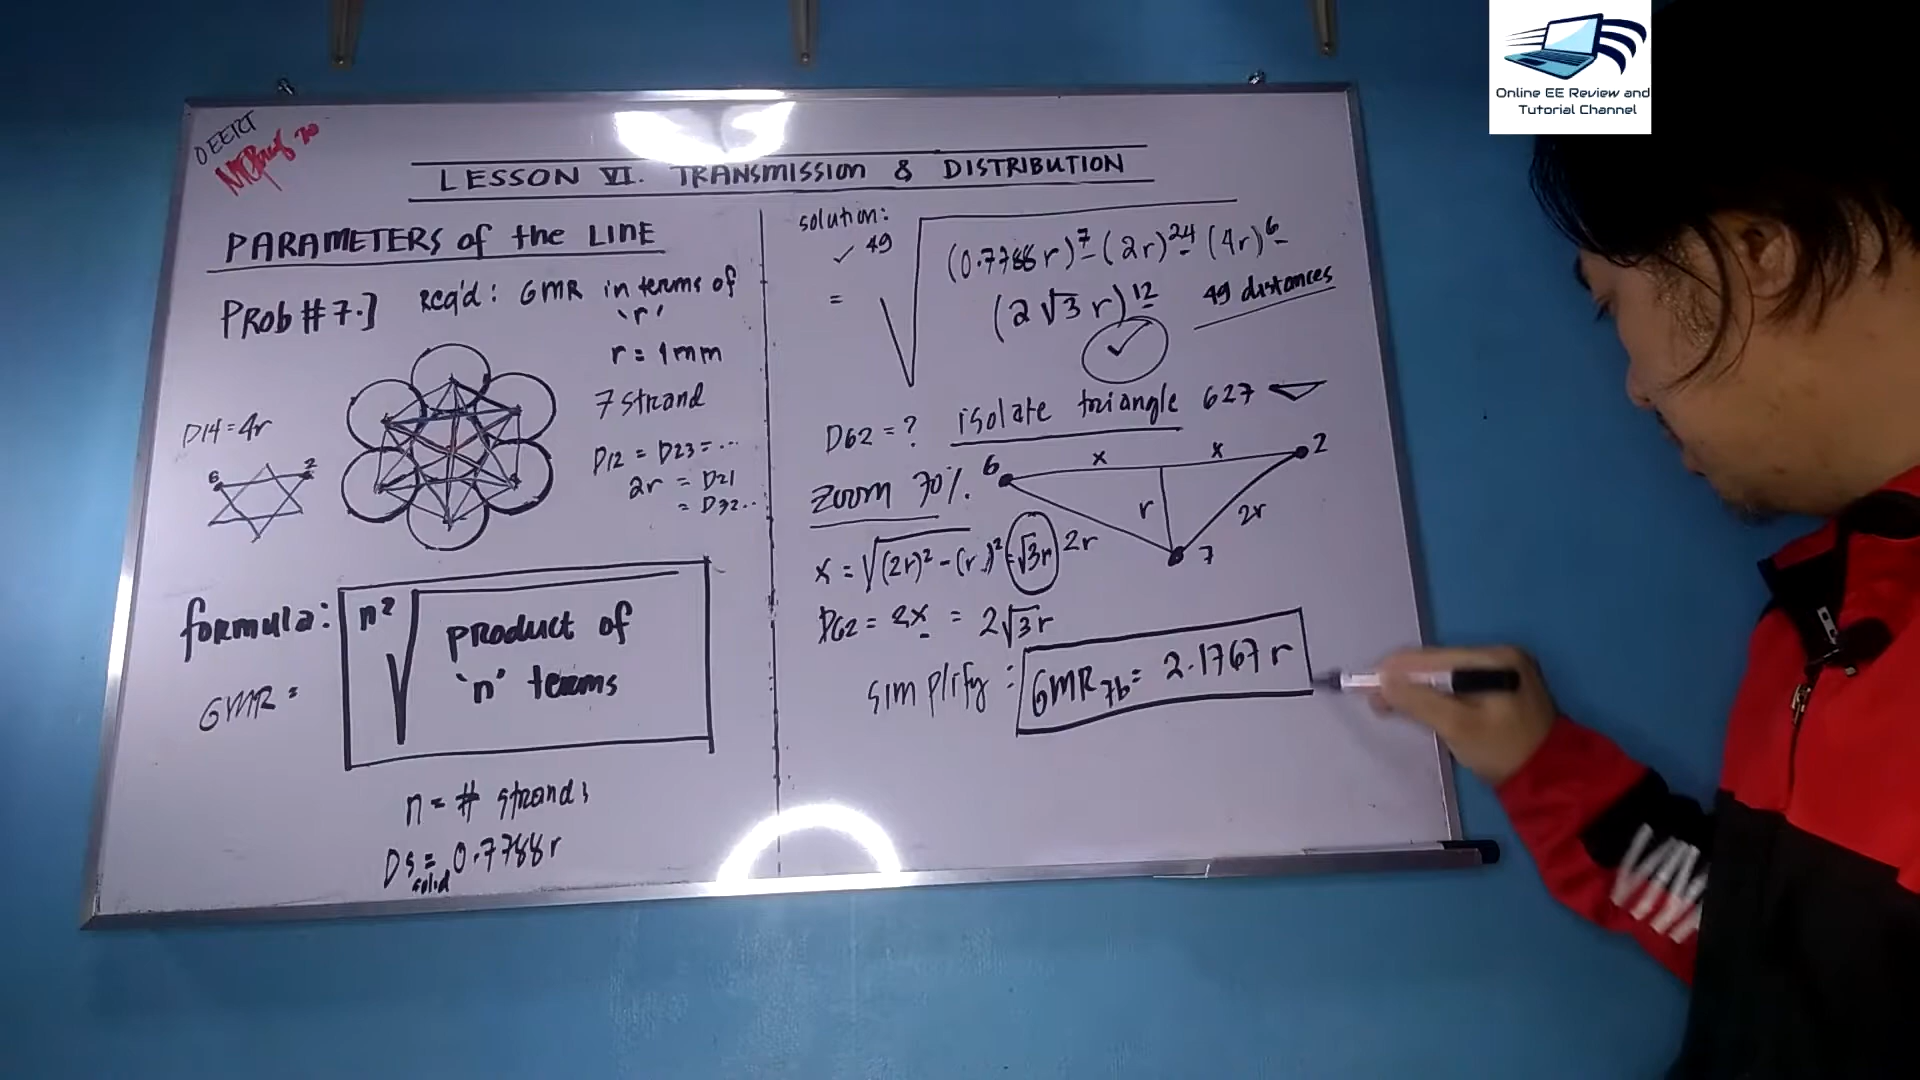 Online EE Review and
Tutorial Channel
OEERT
LESSON VI. TRANSMISSION & DISTRIBUTION
PARAMETERS of the LINE
PRob #7.] Req'd: GMR in terms of
'r'
r = 1mm
7 strand
D14=4r
6 2
D12 = D23 = ...
2r = D21
= D32...
formula:
GMR =
n² √ product of
'n' terms
n = # strands
Ds = 0.7788r
solid
solution:
✓ 49
= √ (0.7788r)⁷ (2r)²⁴ (4r)⁶
(2√3 r)¹²
49 distances
✓
D62 = ? isolate triangle 627
zoom 70%.
6 x x 2
r 2r
2r 7
x = √(2r)² - (r)² = √3r
D62 = 2x = 2√3r
simplify: GMR7b = 2.1767 r